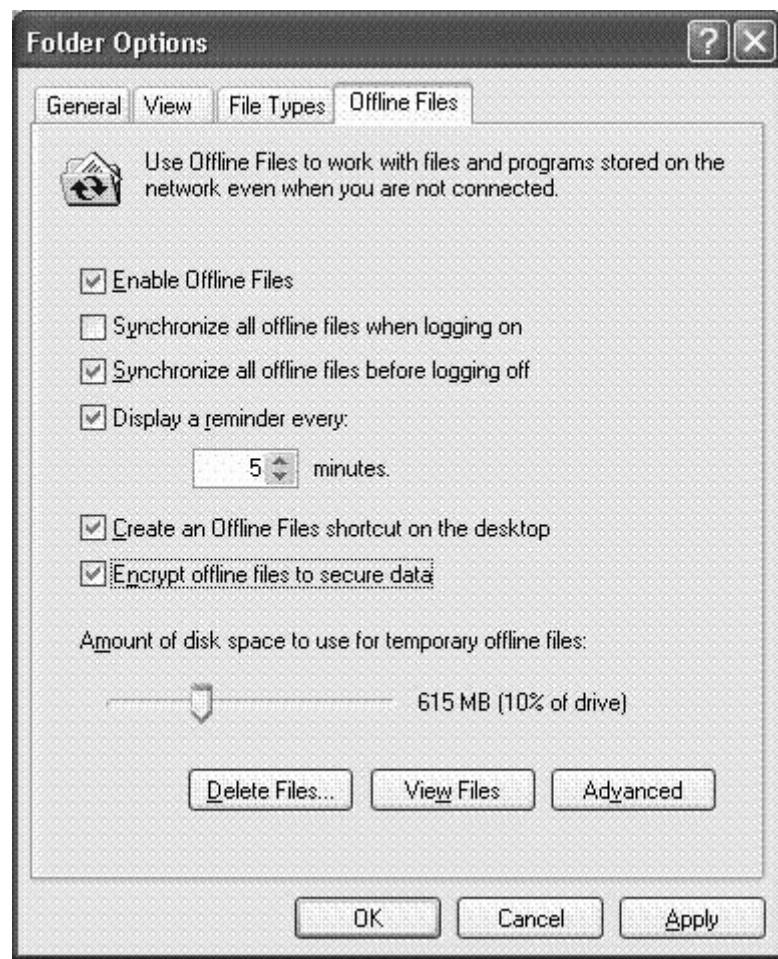 Folder Options
General View File Types Offline Files
Use Offline Files to work with files and programs stored on the
network even when you are not connected.
Enable Offline Files
Synchronize all offline files when logging on
Synchronize all offline files before logging off
Display a reminder every:
5 minutes.
Create an Offline Files shortcut on the desktop
Encrypt offline files to secure data
Amount of disk space to use for temporary offline files:
615 MB (10% of drive)
Delete Files... View Files Advanced
OK Cancel Apply